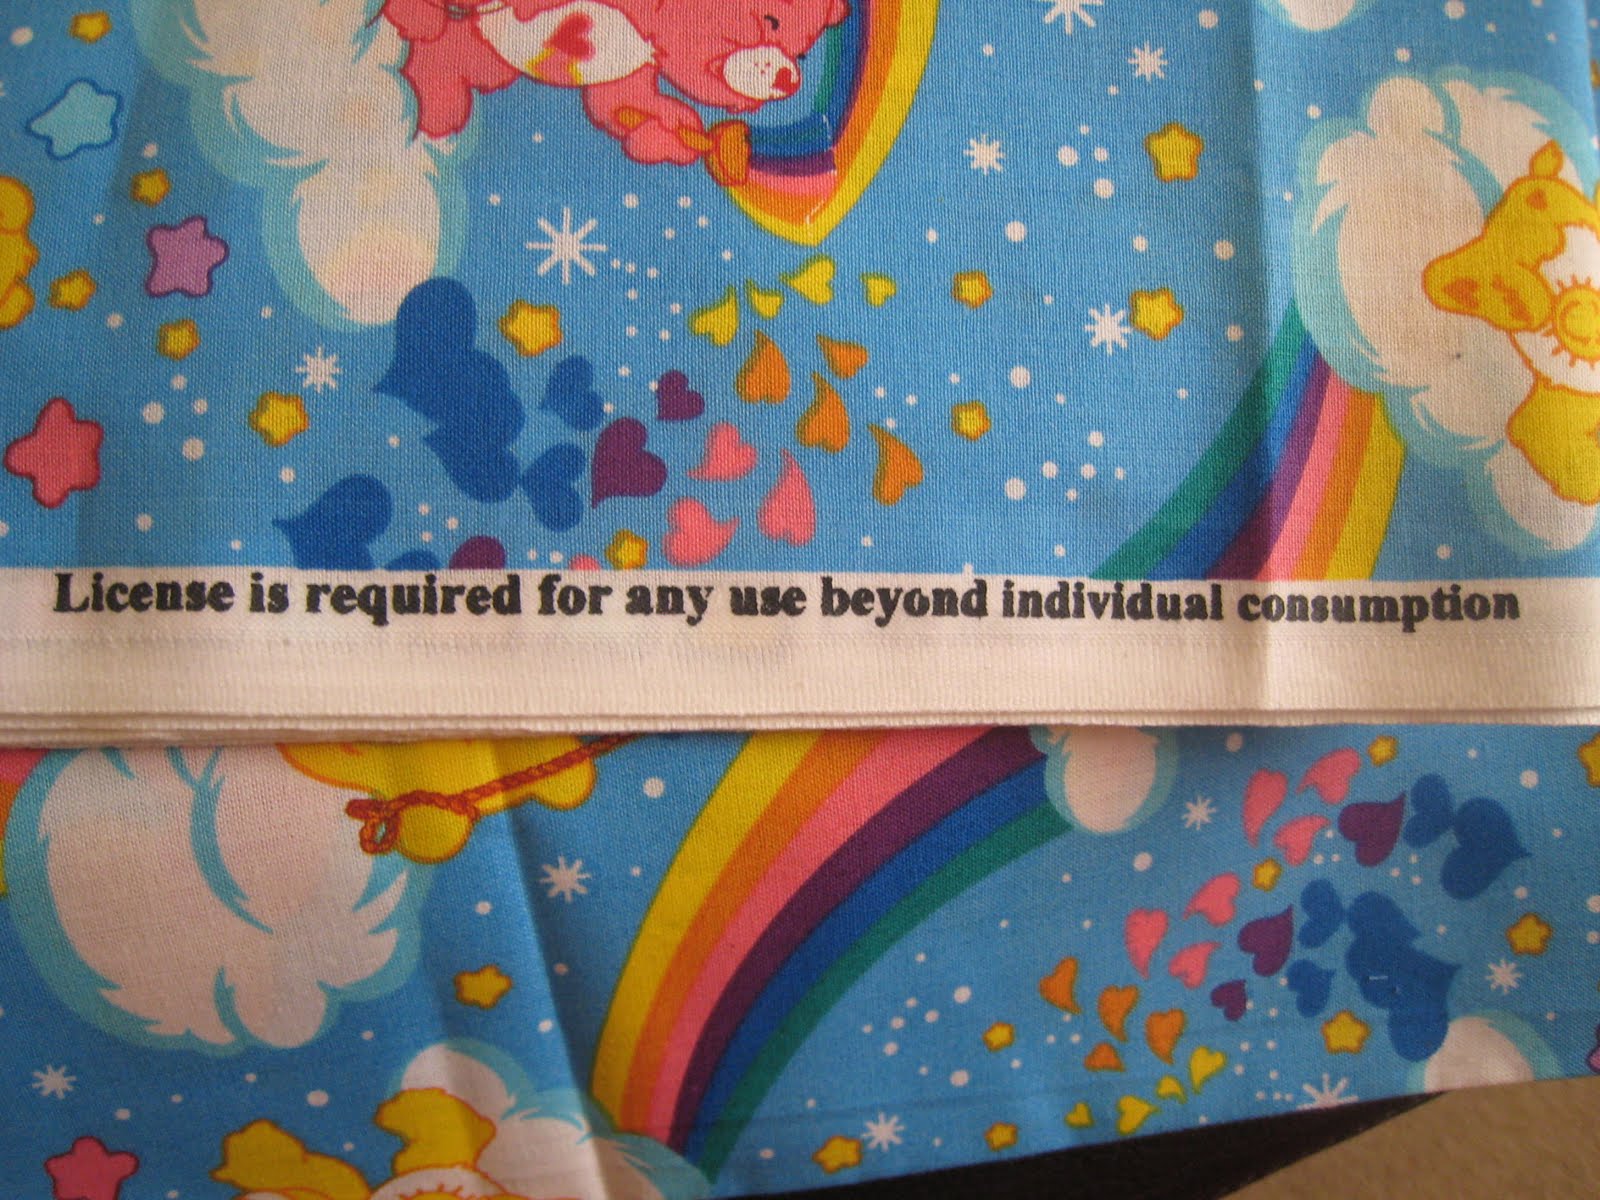 License is required for any use beyond individual consumption